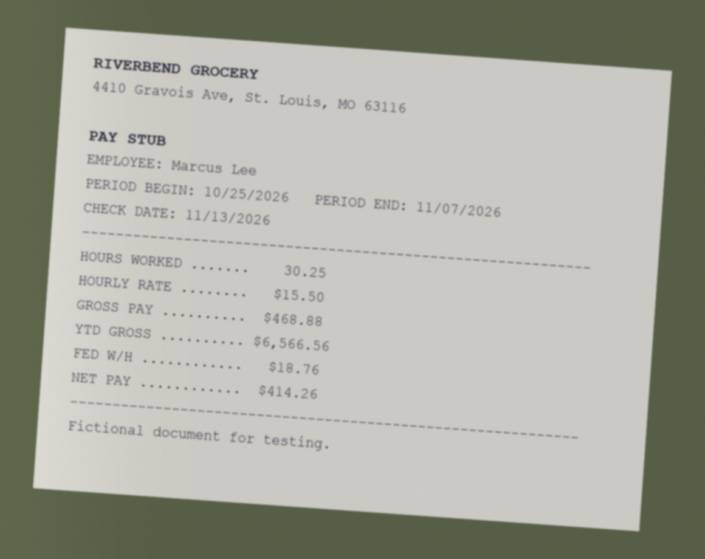 RIVERBEND GROCERY
4410 Gravois Ave, St. Louis, MO 63116
PAY STUB
EMPLOYEE: Marcus Lee
PERIOD BEGIN: 10/25/2026   PERIOD END: 11/07/2026
CHECK DATE: 11/13/2026
------------------------------------------------------------
HOURS WORKED .......    30.25
HOURLY RATE ........   $15.50
GROSS PAY ..........  $468.88
YTD GROSS .......... $6,566.56
FED W/H ............   $18.76
NET PAY ............  $414.26
------------------------------------------------------------
Fictional document for testing.